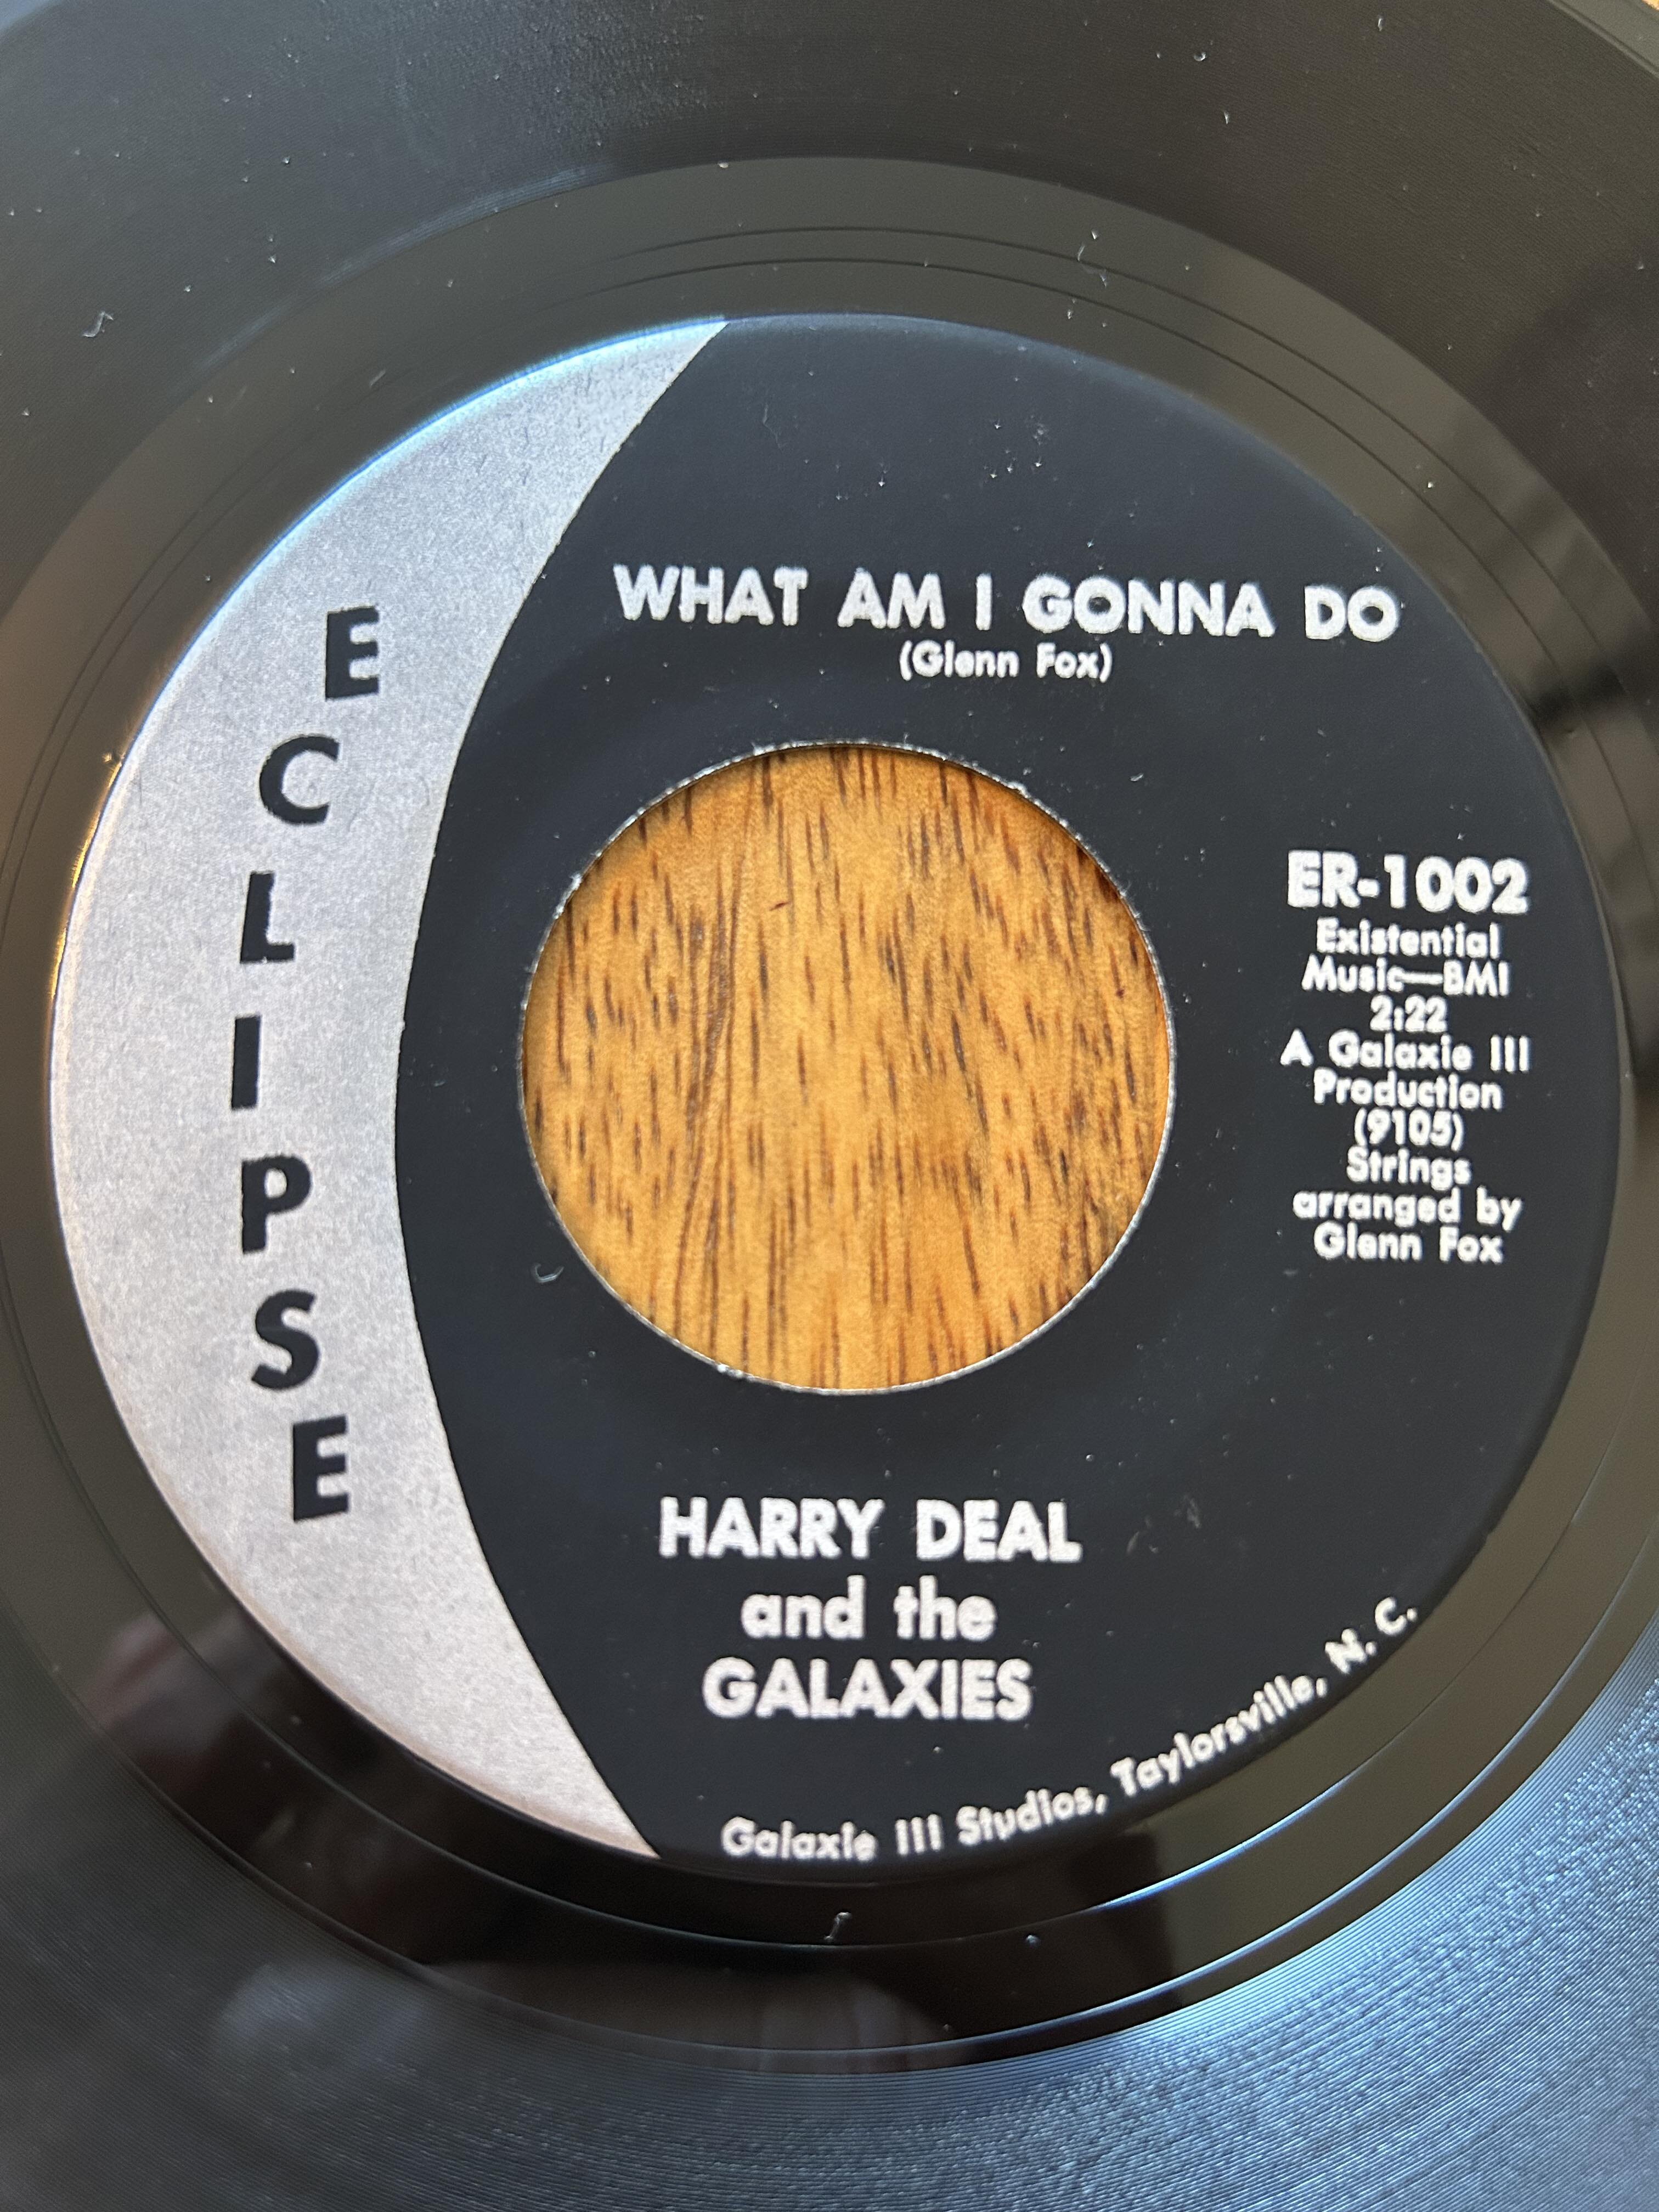 ECLIPSE
WHAT AM I GONNA DO
(Glenn Fox)
ER-1002
Existential
Music—BMI
2:22
A Galaxie III
Production
(9105)
Strings
arranged by
Glenn Fox
HARRY DEAL
and the
GALAXIES
Galaxie III Studios, Taylorsville, N. C.